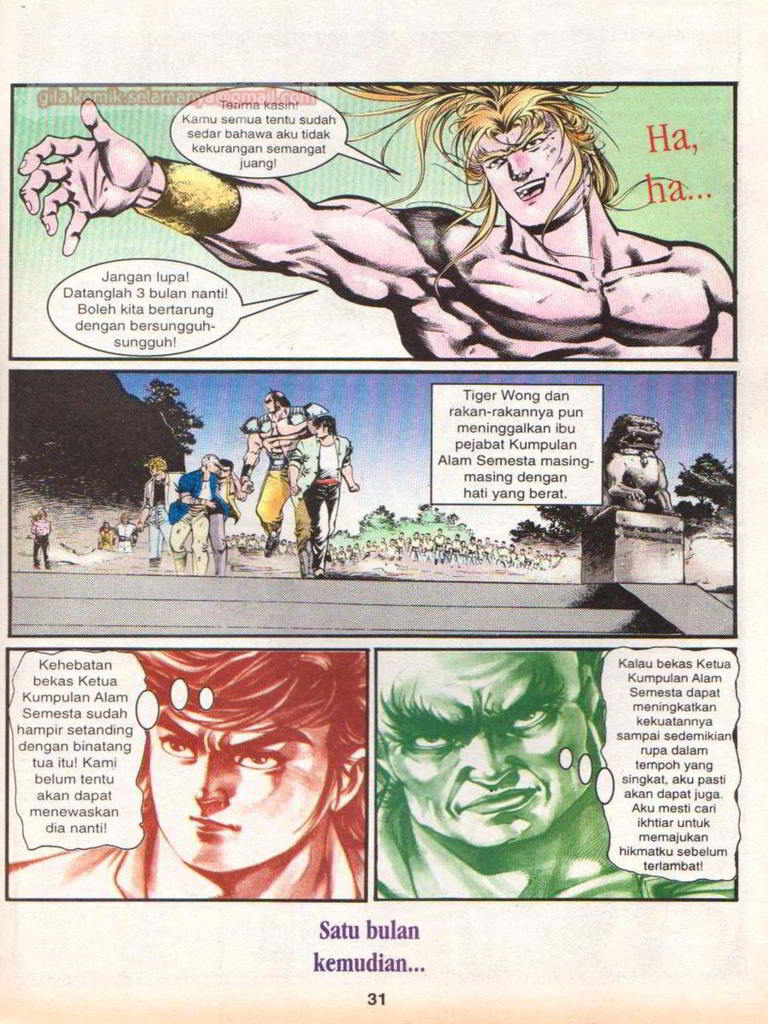 gila.komik.selamanya@gmail.com
Terima kasih!
Kamu semua tentu sudah
sedar bahawa aku tidak
kekurangan semangat
juang!
Ha,
ha...
Jangan lupa!
Datanglah 3 bulan nanti!
Boleh kita bertarung
dengan bersungguh-
sungguh!
Tiger Wong dan
rakan-rakannya pun
meninggalkan ibu
pejabat Kumpulan
Alam Semesta masing-
masing dengan
hati yang berat.
Kehebatan
bekas Ketua
Kumpulan Alam
Semesta sudah
hampir setanding
dengan binatang
tua itu! Kami
belum tentu
akan dapat
menewaskan
dia nanti!
Kalau bekas Ketua
Kumpulan Alam
Semesta dapat
meningkatkan
kekuatannya
sampai sedemikian
rupa dalam
tempoh yang
singkat, aku pasti
akan dapat juga.
Aku mesti cari
ikhtiar untuk
memajukan
hikmatku sebelum
terlambat!
Satu bulan
kemudian...
31